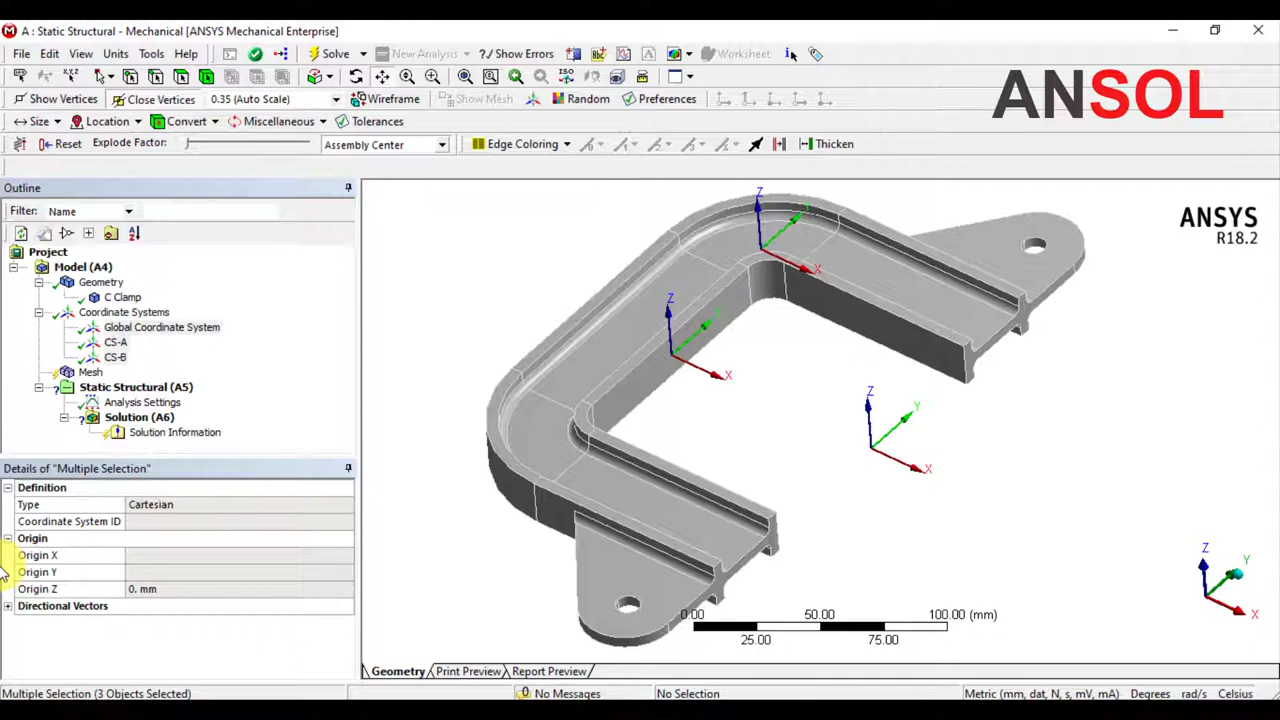 A : Static Structural - Mechanical [ANSYS Mechanical Enterprise]
File Edit View Units Tools Help Solve New Analysis ?/ Show Errors Worksheet
Show Vertices Close Vertices 0.35 (Auto Scale) Wireframe Show Mesh Random Preferences
ANSOL
Size Location Convert Miscellaneous Tolerances
Reset Explode Factor: Assembly Center Edge Coloring Thicken
Outline
Filter: Name
Project
Model (A4)
Geometry
C Clamp
Coordinate Systems
Global Coordinate System
CS-A
CS-B
Mesh
Static Structural (A5)
Analysis Settings
Solution (A6)
Solution Information
Details of "Multiple Selection"
Definition
Type Cartesian
Coordinate System ID
Origin
Origin X
Origin Y
Origin Z 0. mm
Directional Vectors
ANSYS
R18.2
Z
Y
X
Z
Y
X
Z
Y
X
Z
Y
X
0.00 50.00 100.00 (mm)
25.00 75.00
Geometry Print Preview Report Preview
Multiple Selection (3 Objects Selected) 0 No Messages No Selection Metric (mm, dat, N, s, mV, mA) Degrees rad/s Celsius